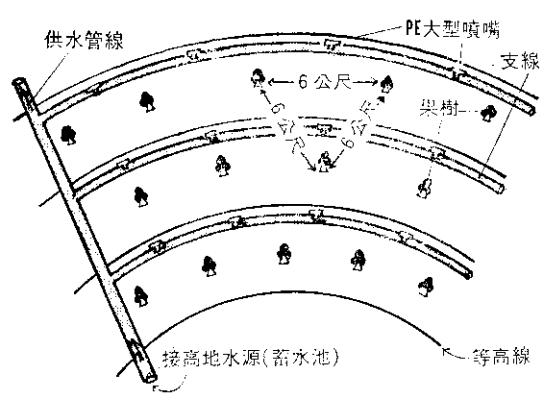 供水管線
PE大型噴嘴
支線
6公尺
果樹
6公尺
6公尺
接高地水源(蓄水池)
等高線